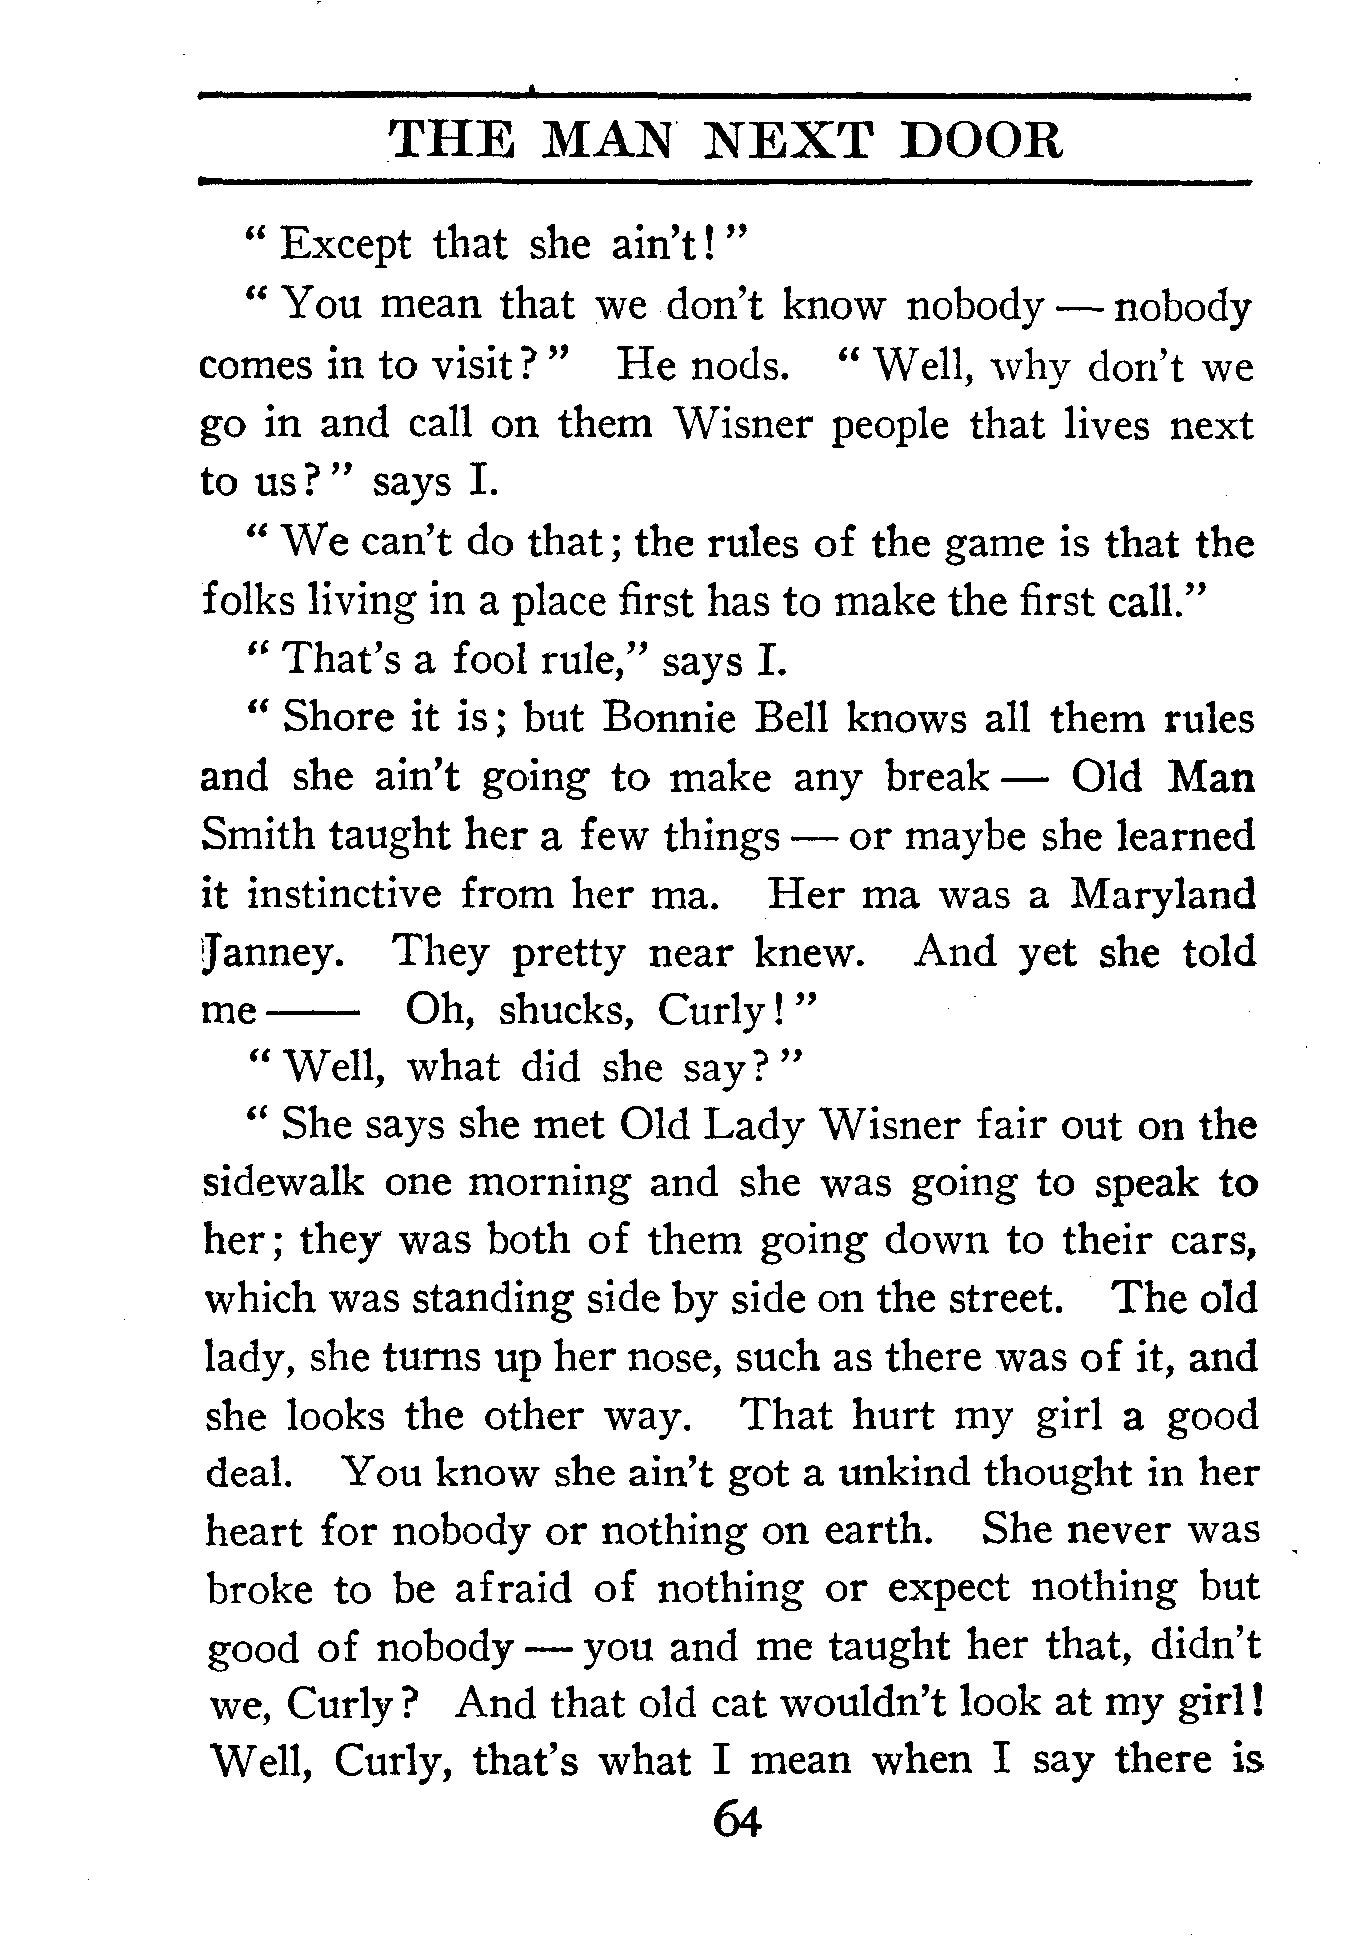 THE MAN NEXT DOOR
" Except that she ain't! "
" You mean that we don't know nobody — nobody
comes in to visit? " He nods. " Well, why don't we
go in and call on them Wisner people that lives next
to us? " says I.
" We can't do that; the rules of the game is that the
folks living in a place first has to make the first call."
" That's a fool rule," says I.
" Shore it is; but Bonnie Bell knows all them rules
and she ain't going to make any break — Old Man
Smith taught her a few things — or maybe she learned
it instinctive from her ma. Her ma was a Maryland
Janney. They pretty near knew. And yet she told
me —— Oh, shucks, Curly! "
" Well, what did she say? "
" She says she met Old Lady Wisner fair out on the
sidewalk one morning and she was going to speak to
her; they was both of them going down to their cars,
which was standing side by side on the street. The old
lady, she turns up her nose, such as there was of it, and
she looks the other way. That hurt my girl a good
deal. You know she ain't got a unkind thought in her
heart for nobody or nothing on earth. She never was
broke to be afraid of nothing or expect nothing but
good of nobody — you and me taught her that, didn't
we, Curly? And that old cat wouldn't look at my girl!
Well, Curly, that's what I mean when I say there is
64